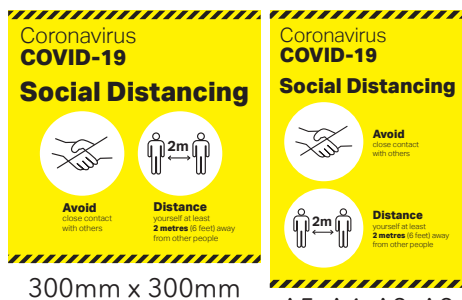 Coronavirus
COVID-19
Social Distancing
2m
Avoid
close contact
with others
Distance
yourself at least
2 metres (6 feet) away
from other people
300mm x 300mm
Coronavirus
COVID-19
Social Distancing
Avoid
close contact
with others
2m
Distance
yourself at least
2 metres (6 feet) away
from other people